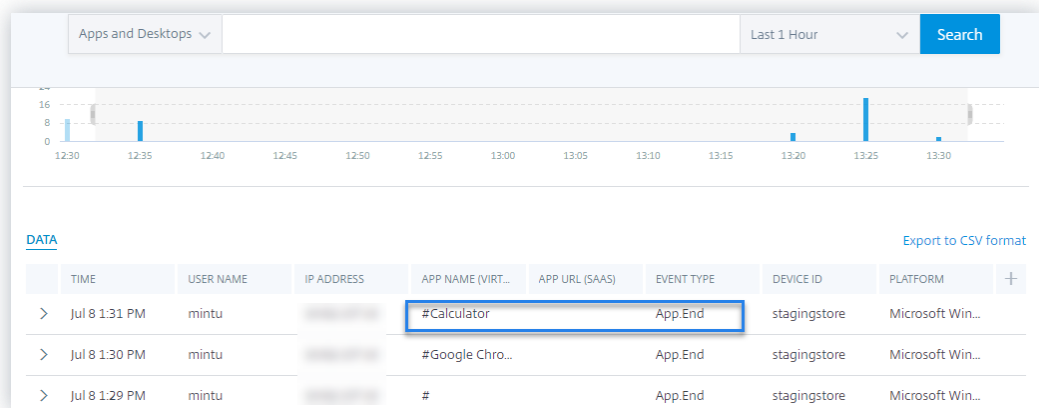 Apps and Desktops Last 1 Hour Search
24
16
8
0
12:30 12:35 12:40 12:45 12:50 12:55 13:00 13:05 13:10 13:15 13:20 13:25 13:30
DATA Export to CSV format
TIME USER NAME IP ADDRESS APP NAME (VIRT... APP URL (SAAS) EVENT TYPE DEVICE ID PLATFORM +
> Jul 8 1:31 PM mintu #Calculator App.End stagingstore Microsoft Win...
> Jul 8 1:30 PM mintu #Google Chro... App.End stagingstore Microsoft Win...
> Jul 8 1:29 PM mintu # App.End stagingstore Microsoft Win...